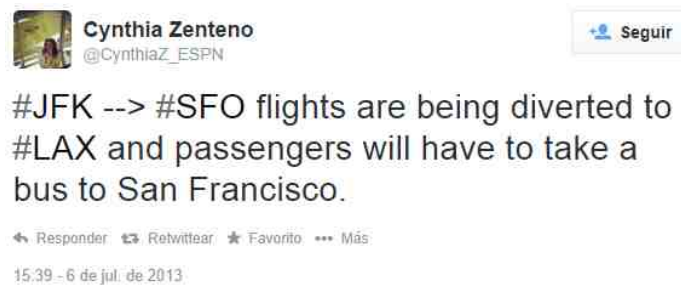 Cynthia Zenteno
@CynthiaZ_ESPN
Seguir
#JFK --> #SFO flights are being diverted to
#LAX and passengers will have to take a
bus to San Francisco.
Responder Retwittear Favorito Más
15.39 - 6 de jul. de 2013